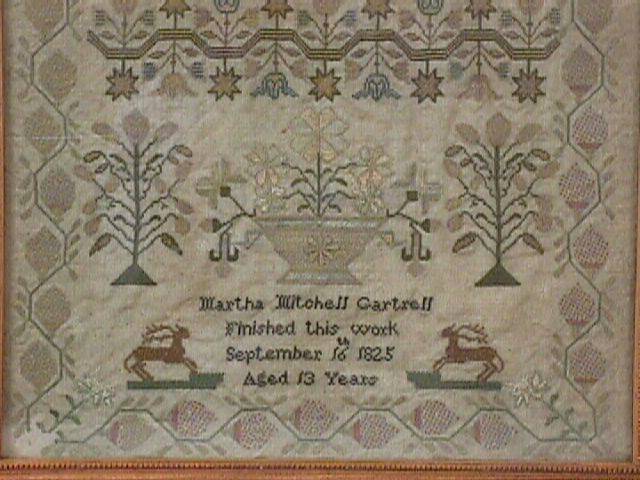 Martha Mitchell Gartrell
Finished this work
September 16th 1825
Aged 13 Years